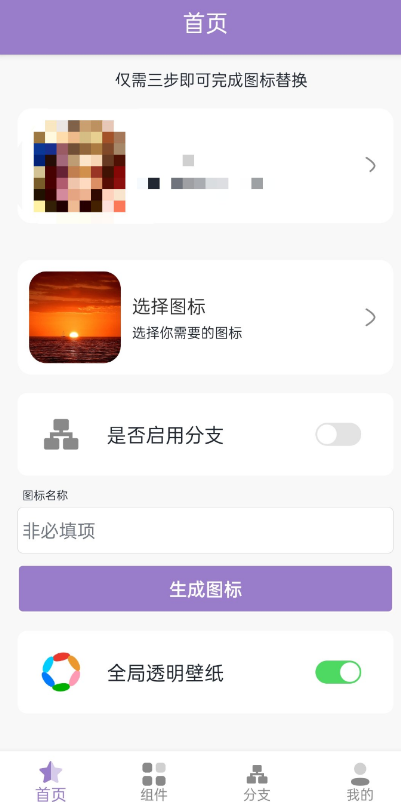 首页
仅需三步即可完成图标替换
选择图标
选择你需要的图标
是否启用分支
图标名称
非必填项
生成图标
全局透明壁纸
首页
组件
分支
我的